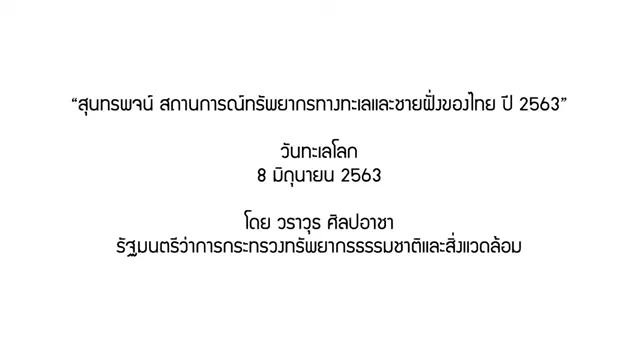 “สุนทรพจน์ สถานการณ์ทรัพยากรทางทะเลและชายฝั่งของไทย ปี 2563”
วันทะเลโลก
8 มิถุนายน 2563
โดย วราวุธ ศิลปอาชา
รัฐมนตรีว่าการกระทรวงทรัพยากรธรรมชาติและสิ่งแวดล้อม